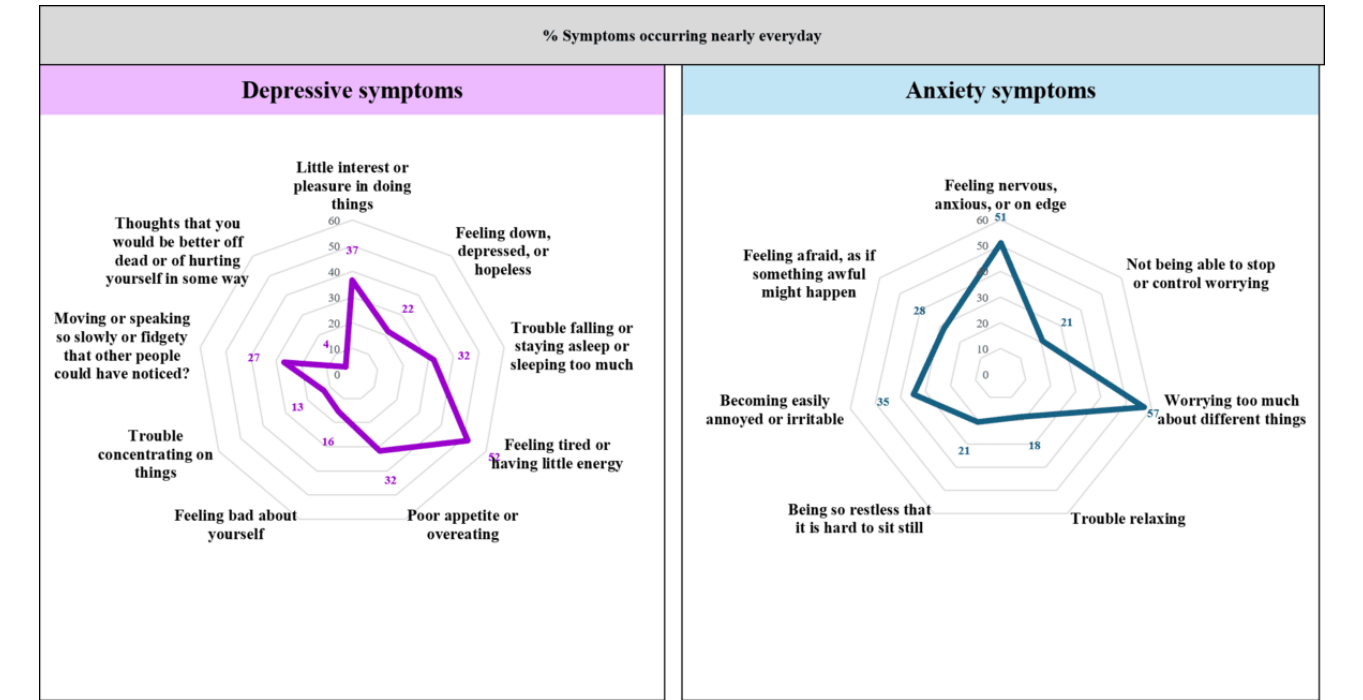 % Symptoms occurring nearly everyday
Depressive symptoms
Little interest or
pleasure in doing
things
Thoughts that you
would be better off
dead or of hurting
yourself in some way
Feeling down,
depressed, or
hopeless
Moving or speaking
so slowly or fidgety
that other people
could have noticed?
Trouble falling or
staying asleep or
sleeping too much
Trouble
concentrating on
things
Feeling tired or
having little energy
Feeling bad about
yourself
Poor appetite or
overeating
60
50
40
30
20
10
0
37
22
32
52
32
16
13
27
4
Anxiety symptoms
Feeling nervous,
anxious, or on edge
Feeling afraid, as if
something awful
might happen
Not being able to stop
or control worrying
Becoming easily
annoyed or irritable
Worrying too much
about different things
Being so restless that
it is hard to sit still
Trouble relaxing
60
50
40
30
20
10
0
51
21
57
18
21
35
28